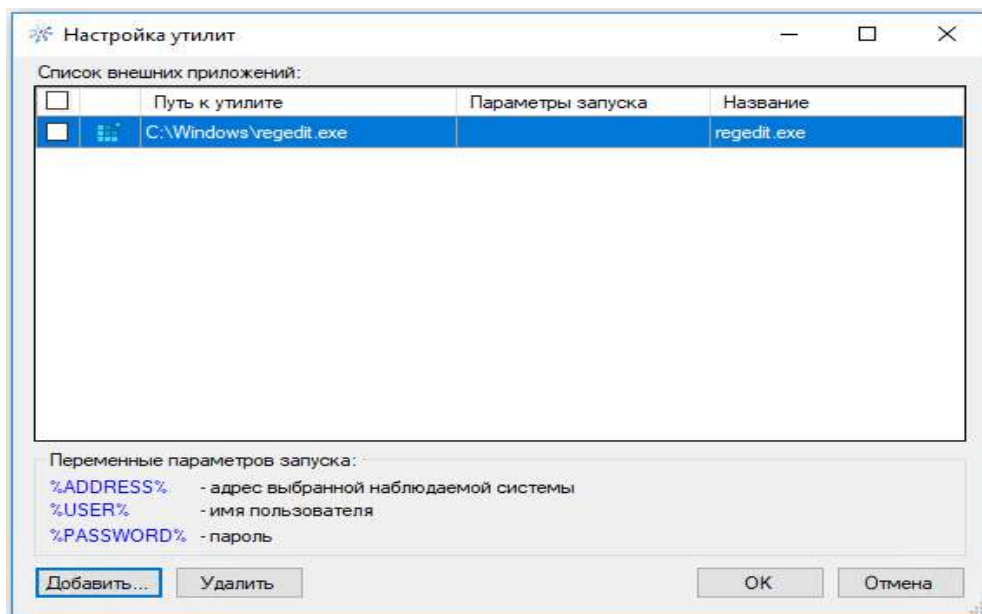 Настройка утилит
Список внешних приложений:
Путь к утилите Параметры запуска Название
C:\Windows\regedit.exe regedit.exe
Переменные параметров запуска:
%ADDRESS% - адрес выбранной наблюдаемой системы
%USER% - имя пользователя
%PASSWORD% - пароль
Добавить... Удалить OK Отмена